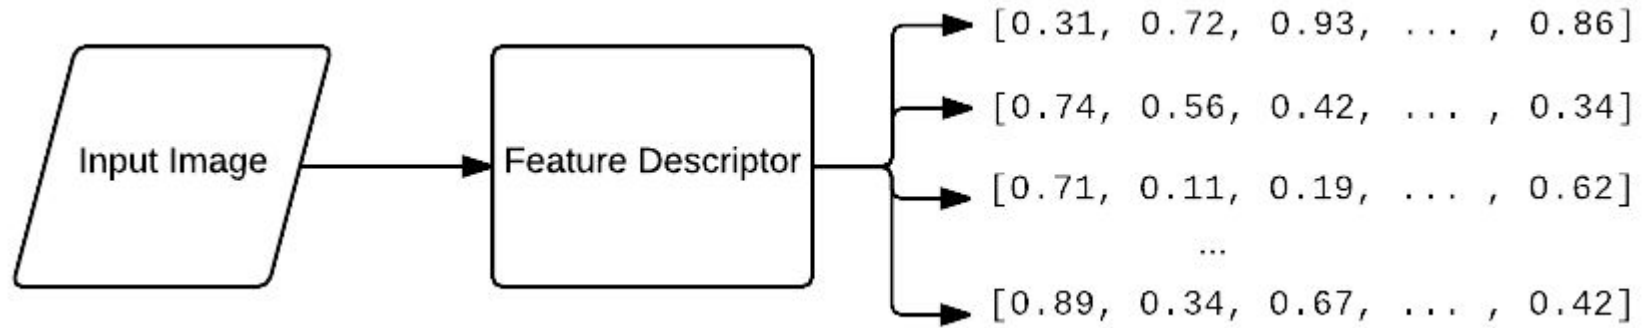 Input Image
Feature Descriptor
[0.31, 0.72, 0.93, ... , 0.86]
[0.74, 0.56, 0.42, ... , 0.34]
[0.71, 0.11, 0.19, ... , 0.62]
...
[0.89, 0.34, 0.67, ... , 0.42]